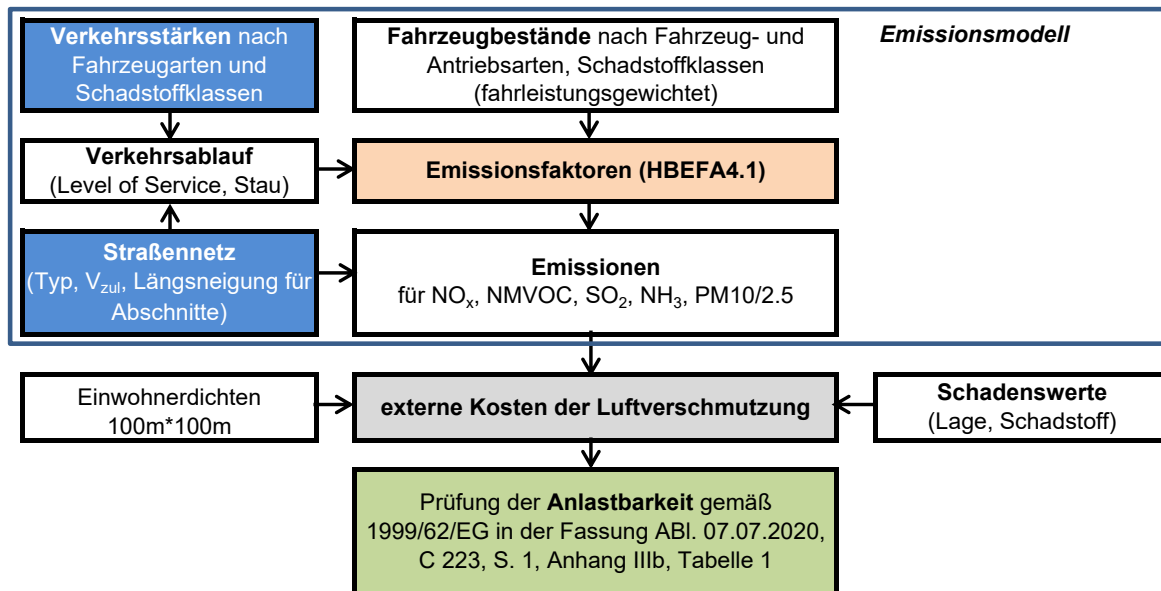 Verkehrsstärken nach
Fahrzeugarten und
Schadstoffklassen
Fahrzeugbestände nach Fahrzeug- und
Antriebsarten, Schadstoffklassen
(fahrleistungsgewichtet)
Emissionsmodell
Verkehrsablauf
(Level of Service, Stau)
Emissionsfaktoren (HBEFA4.1)
Straßennetz
(Typ, Vzul, Längsneigung für
Abschnitte)
Emissionen
für NOx, NMVOC, SO2, NH3, PM10/2.5
Einwohnerdichten
100m*100m
externe Kosten der Luftverschmutzung
Schadenswerte
(Lage, Schadstoff)
Prüfung der Anlastbarkeit gemäß
1999/62/EG in der Fassung ABl. 07.07.2020,
C 223, S. 1, Anhang IIIb, Tabelle 1